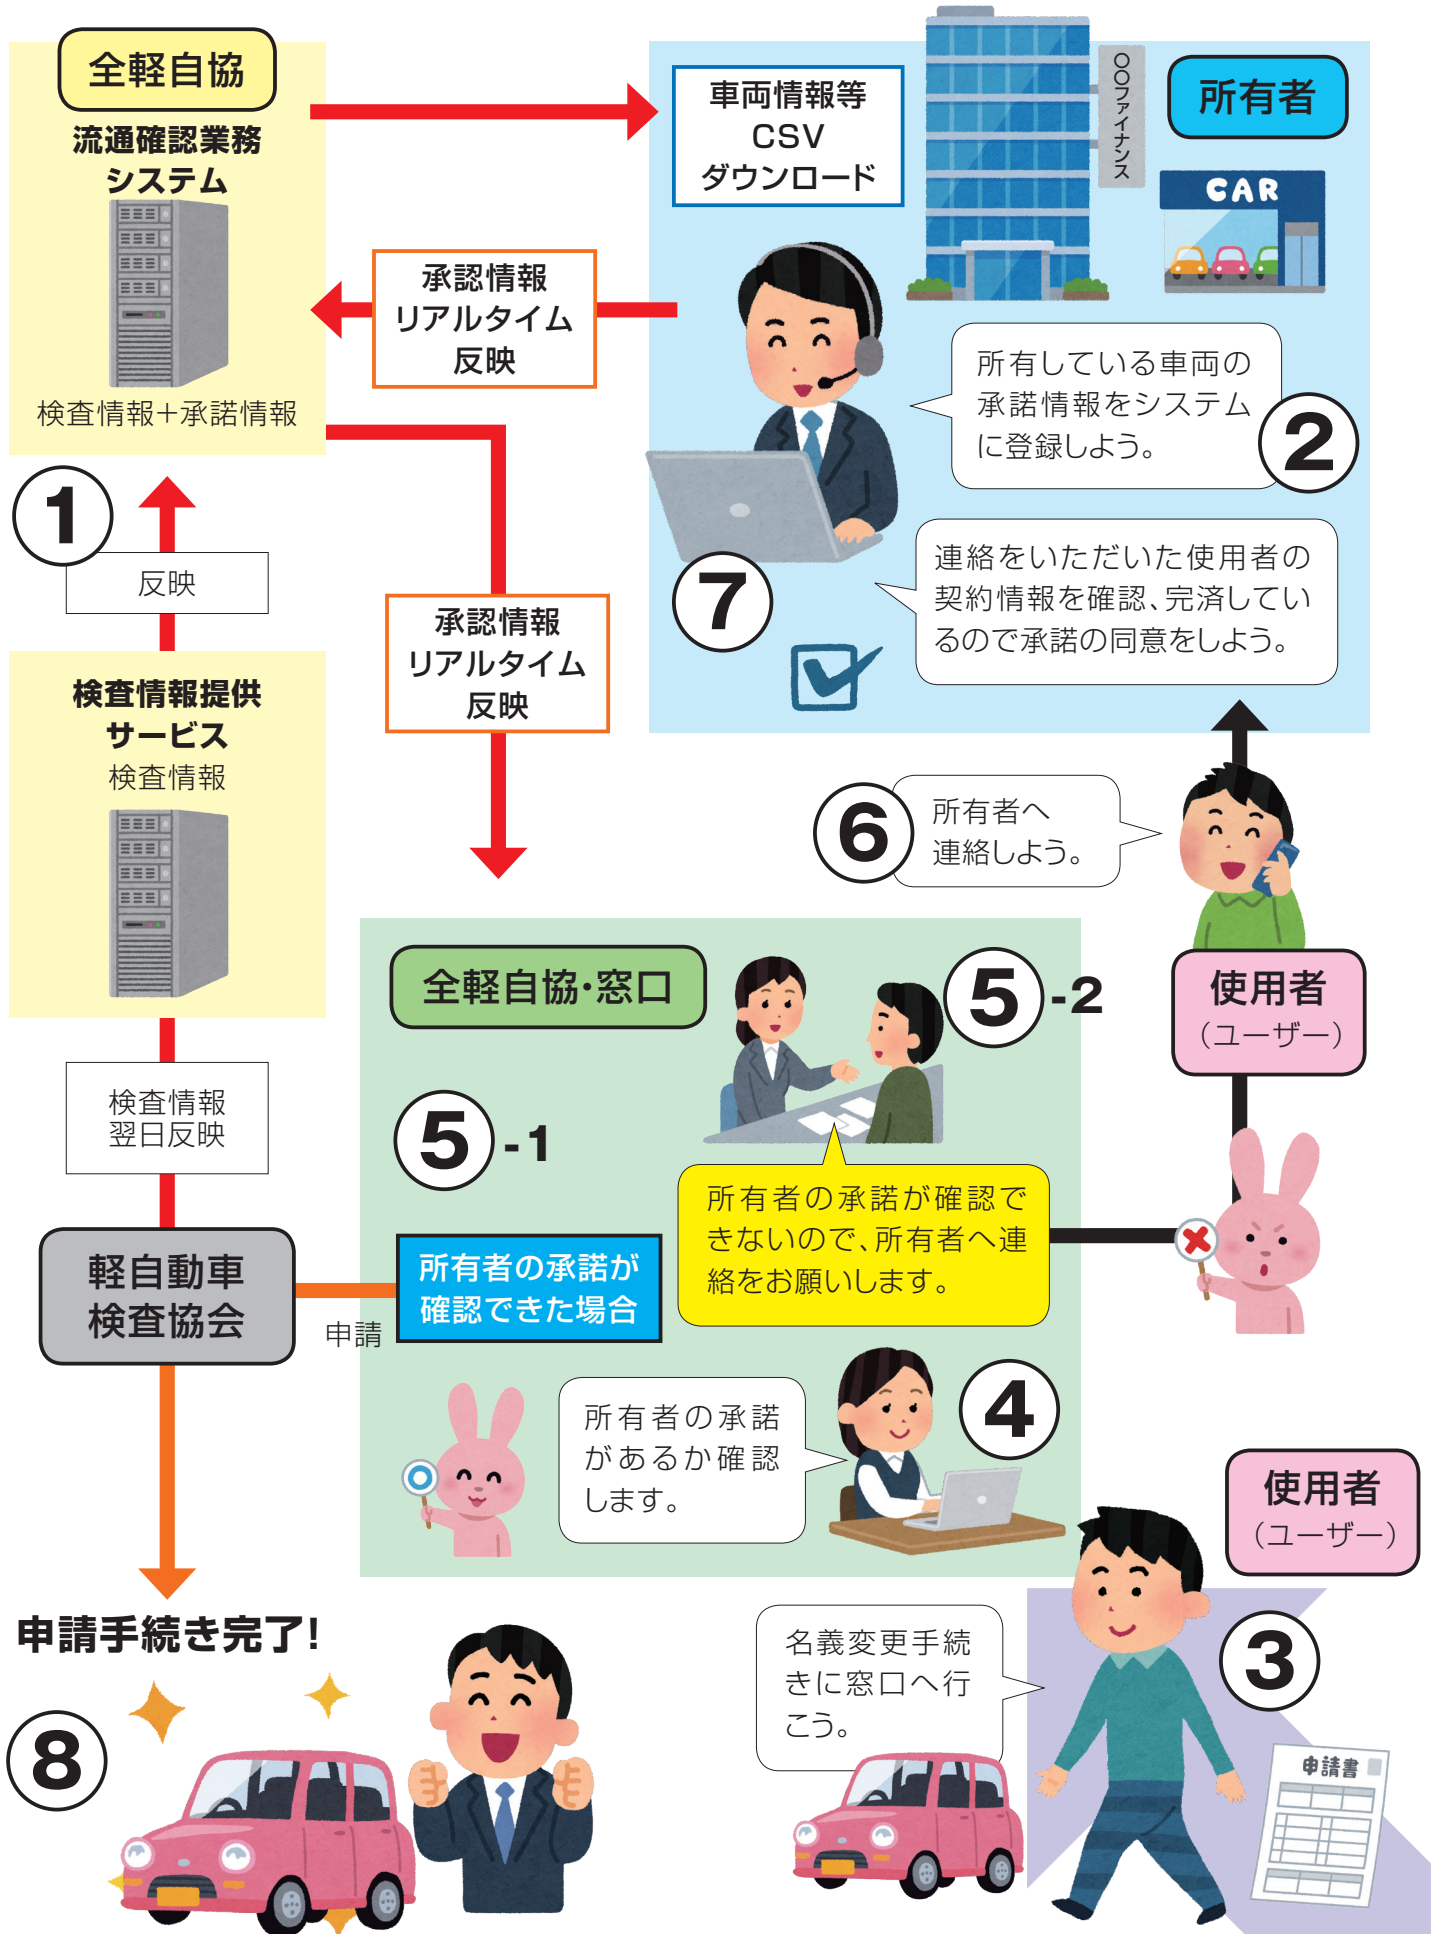 全軽自協
流通確認業務
システム
検査情報＋承諾情報
①
反映
検査情報提供
サービス
検査情報
検査情報
翌日反映
軽自動車
検査協会
車両情報等
CSV
ダウンロード
承認情報
リアルタイム
反映
承認情報
リアルタイム
反映
〇〇ファイナンス
所有者
CAR
所有している車両の
承諾情報をシステム
に登録しよう。
②
連絡をいただいた使用者の
契約情報を確認、完済してい
るので承諾の同意をしよう。
⑦
⑥
所有者へ
連絡しよう。
使用者
（ユーザー）
全軽自協・窓口
⑤-2
⑤-1
所有者の承諾が確認で
きないので、所有者へ連
絡をお願いします。
所有者の承諾が
確認できた場合
申請
所有者の承諾
があるか確認
します。
④
使用者
（ユーザー）
名義変更手続
きに窓口へ行
こう。
③
申請書
申請手続き完了！
⑧